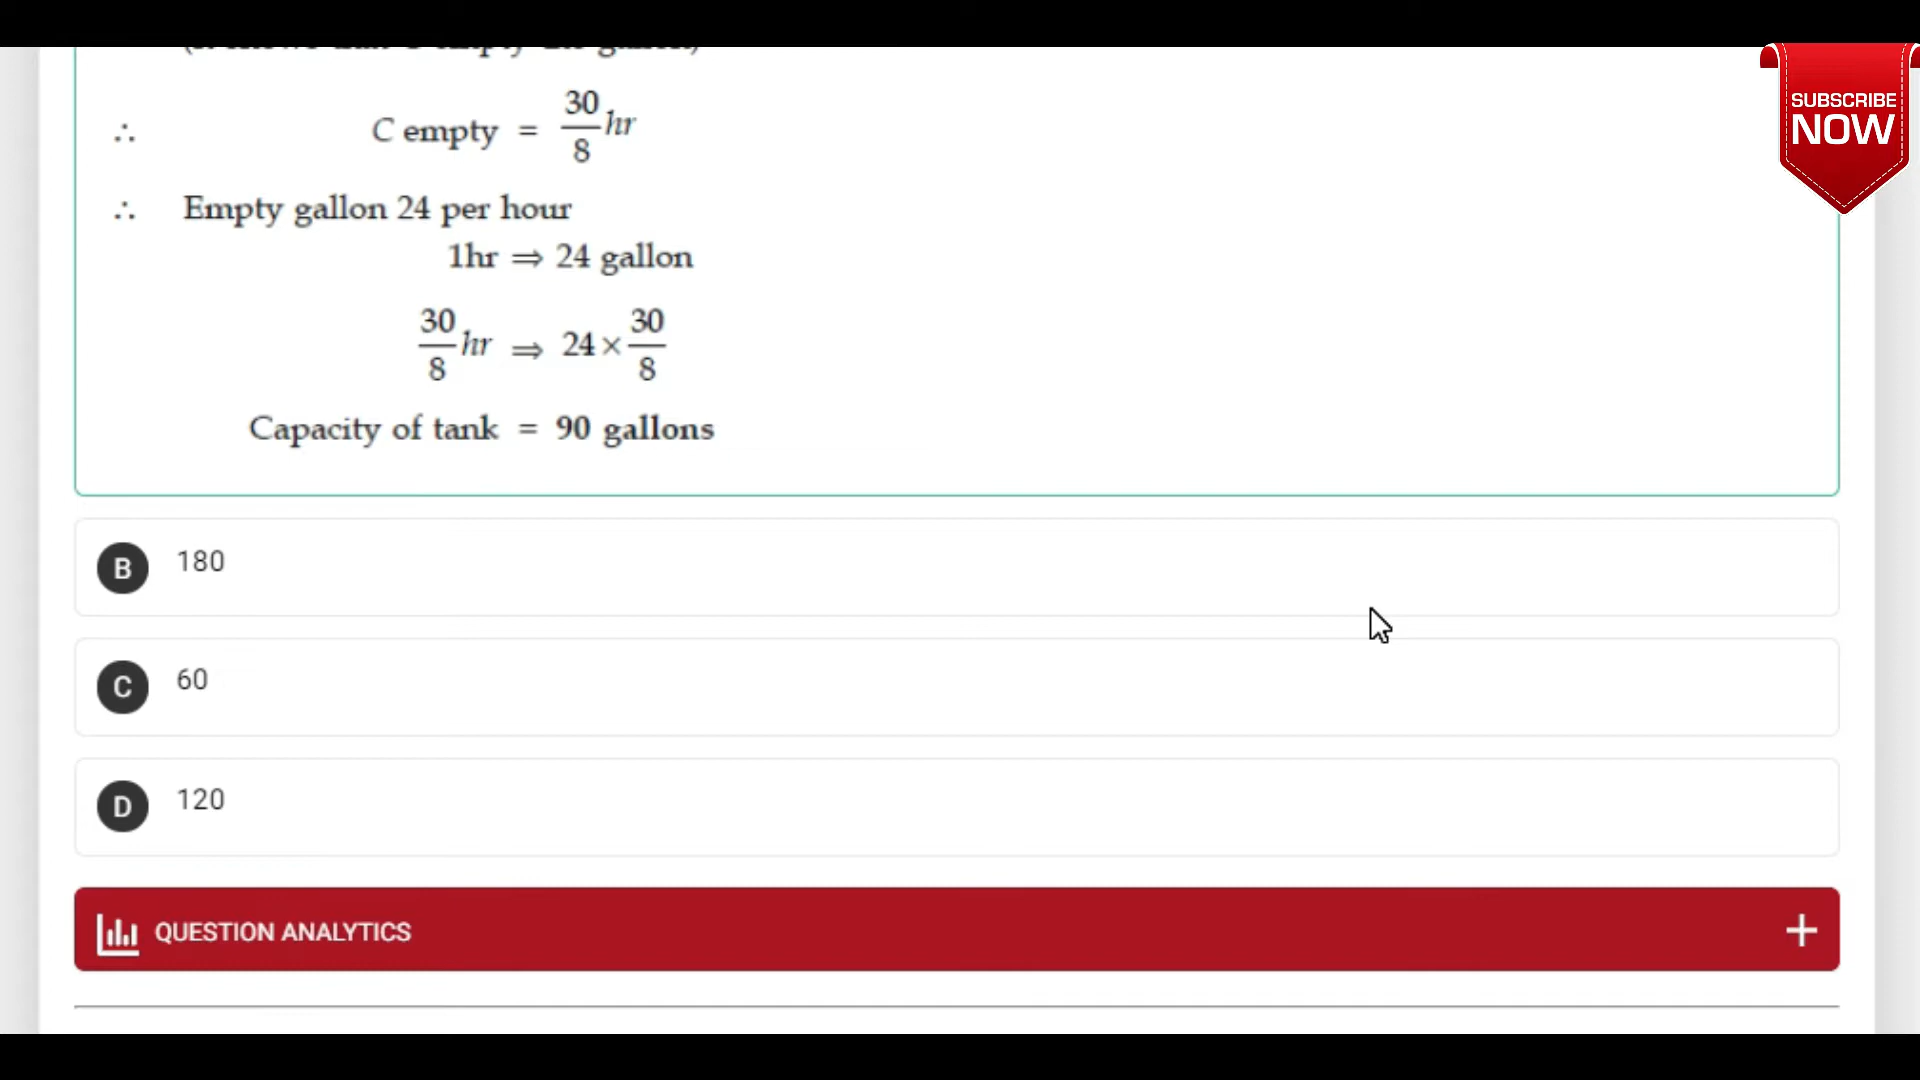 ∴ C empty = 30/8 hr
∴ Empty gallon 24 per hour
1hr ⇒ 24 gallon
30/8 hr ⇒ 24 × 30/8
Capacity of tank = 90 gallons
B 180
C 60
D 120
QUESTION ANALYTICS +
SUBSCRIBE
NOW